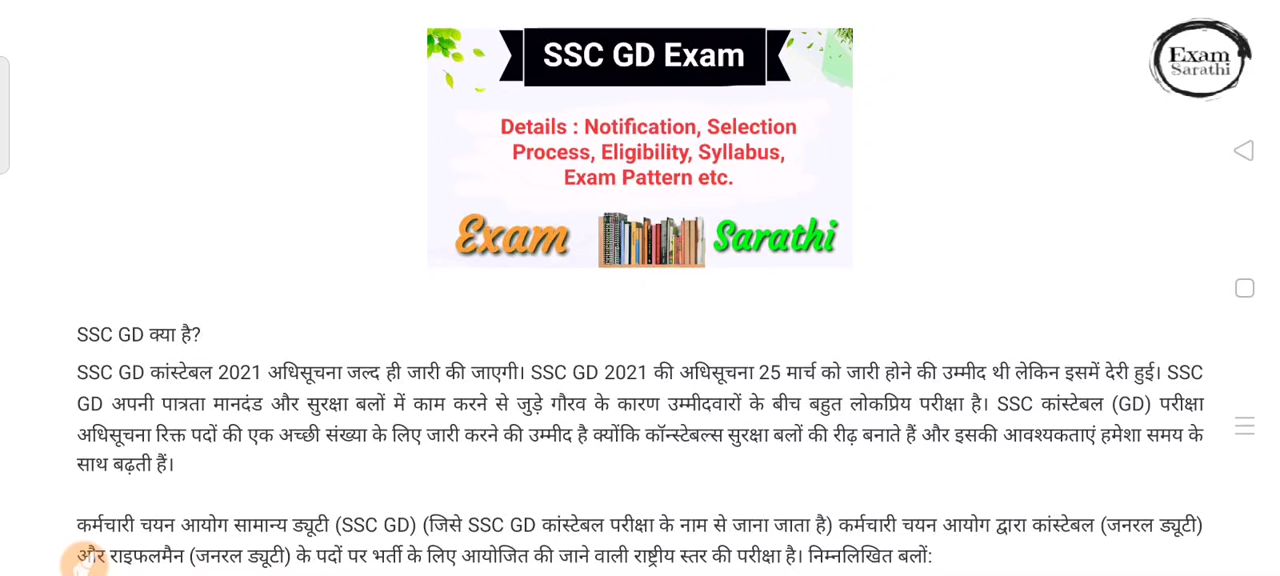 SSC GD Exam
Details : Notification, Selection
Process, Eligibility, Syllabus,
Exam Pattern etc.
Exam Sarathi
Exam
Sarathi
SSC GD क्या है?
SSC GD कांस्टेबल 2021 अधिसूचना जल्द ही जारी की जाएगी। SSC GD 2021 की अधिसूचना 25 मार्च को जारी होने की उम्मीद थी लेकिन इसमें देरी हुई। SSC
GD अपनी पात्रता मानदंड और सुरक्षा बलों में काम करने से जुड़े गौरव के कारण उम्मीदवारों के बीच बहुत लोकप्रिय परीक्षा है। SSC कांस्टेबल (GD) परीक्षा
अधिसूचना रिक्त पदों की एक अच्छी संख्या के लिए जारी करने की उम्मीद है क्योंकि कॉन्स्टेबल्स सुरक्षा बलों की रीढ़ बनाते हैं और इसकी आवश्यकताएं हमेशा समय के
साथ बढ़ती हैं।
कर्मचारी चयन आयोग सामान्य ड्यूटी (SSC GD) (जिसे SSC GD कांस्टेबल परीक्षा के नाम से जाना जाता है) कर्मचारी चयन आयोग द्वारा कांस्टेबल (जनरल ड्यूटी)
और राइफलमैन (जनरल ड्यूटी) के पदों पर भर्ती के लिए आयोजित की जाने वाली राष्ट्रीय स्तर की परीक्षा है। निम्नलिखित बलों: